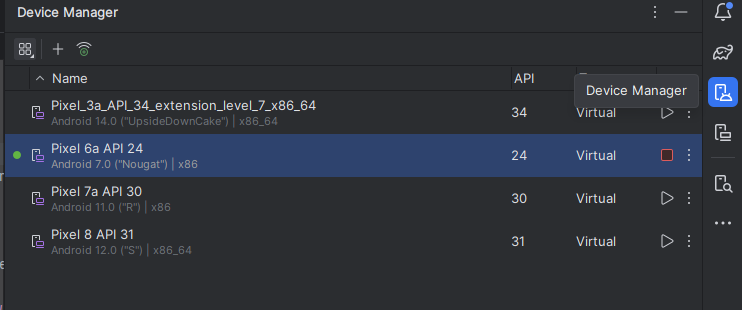 Device Manager
Name
API
Device Manager
Pixel_3a_API_34_extension_level_7_x86_64
Android 14.0 ("UpsideDownCake") | x86_64
34
Virtual
Pixel 6a API 24
Android 7.0 ("Nougat") | x86
24
Virtual
Pixel 7a API 30
Android 11.0 ("R") | x86
30
Virtual
Pixel 8 API 31
Android 12.0 ("S") | x86_64
31
Virtual